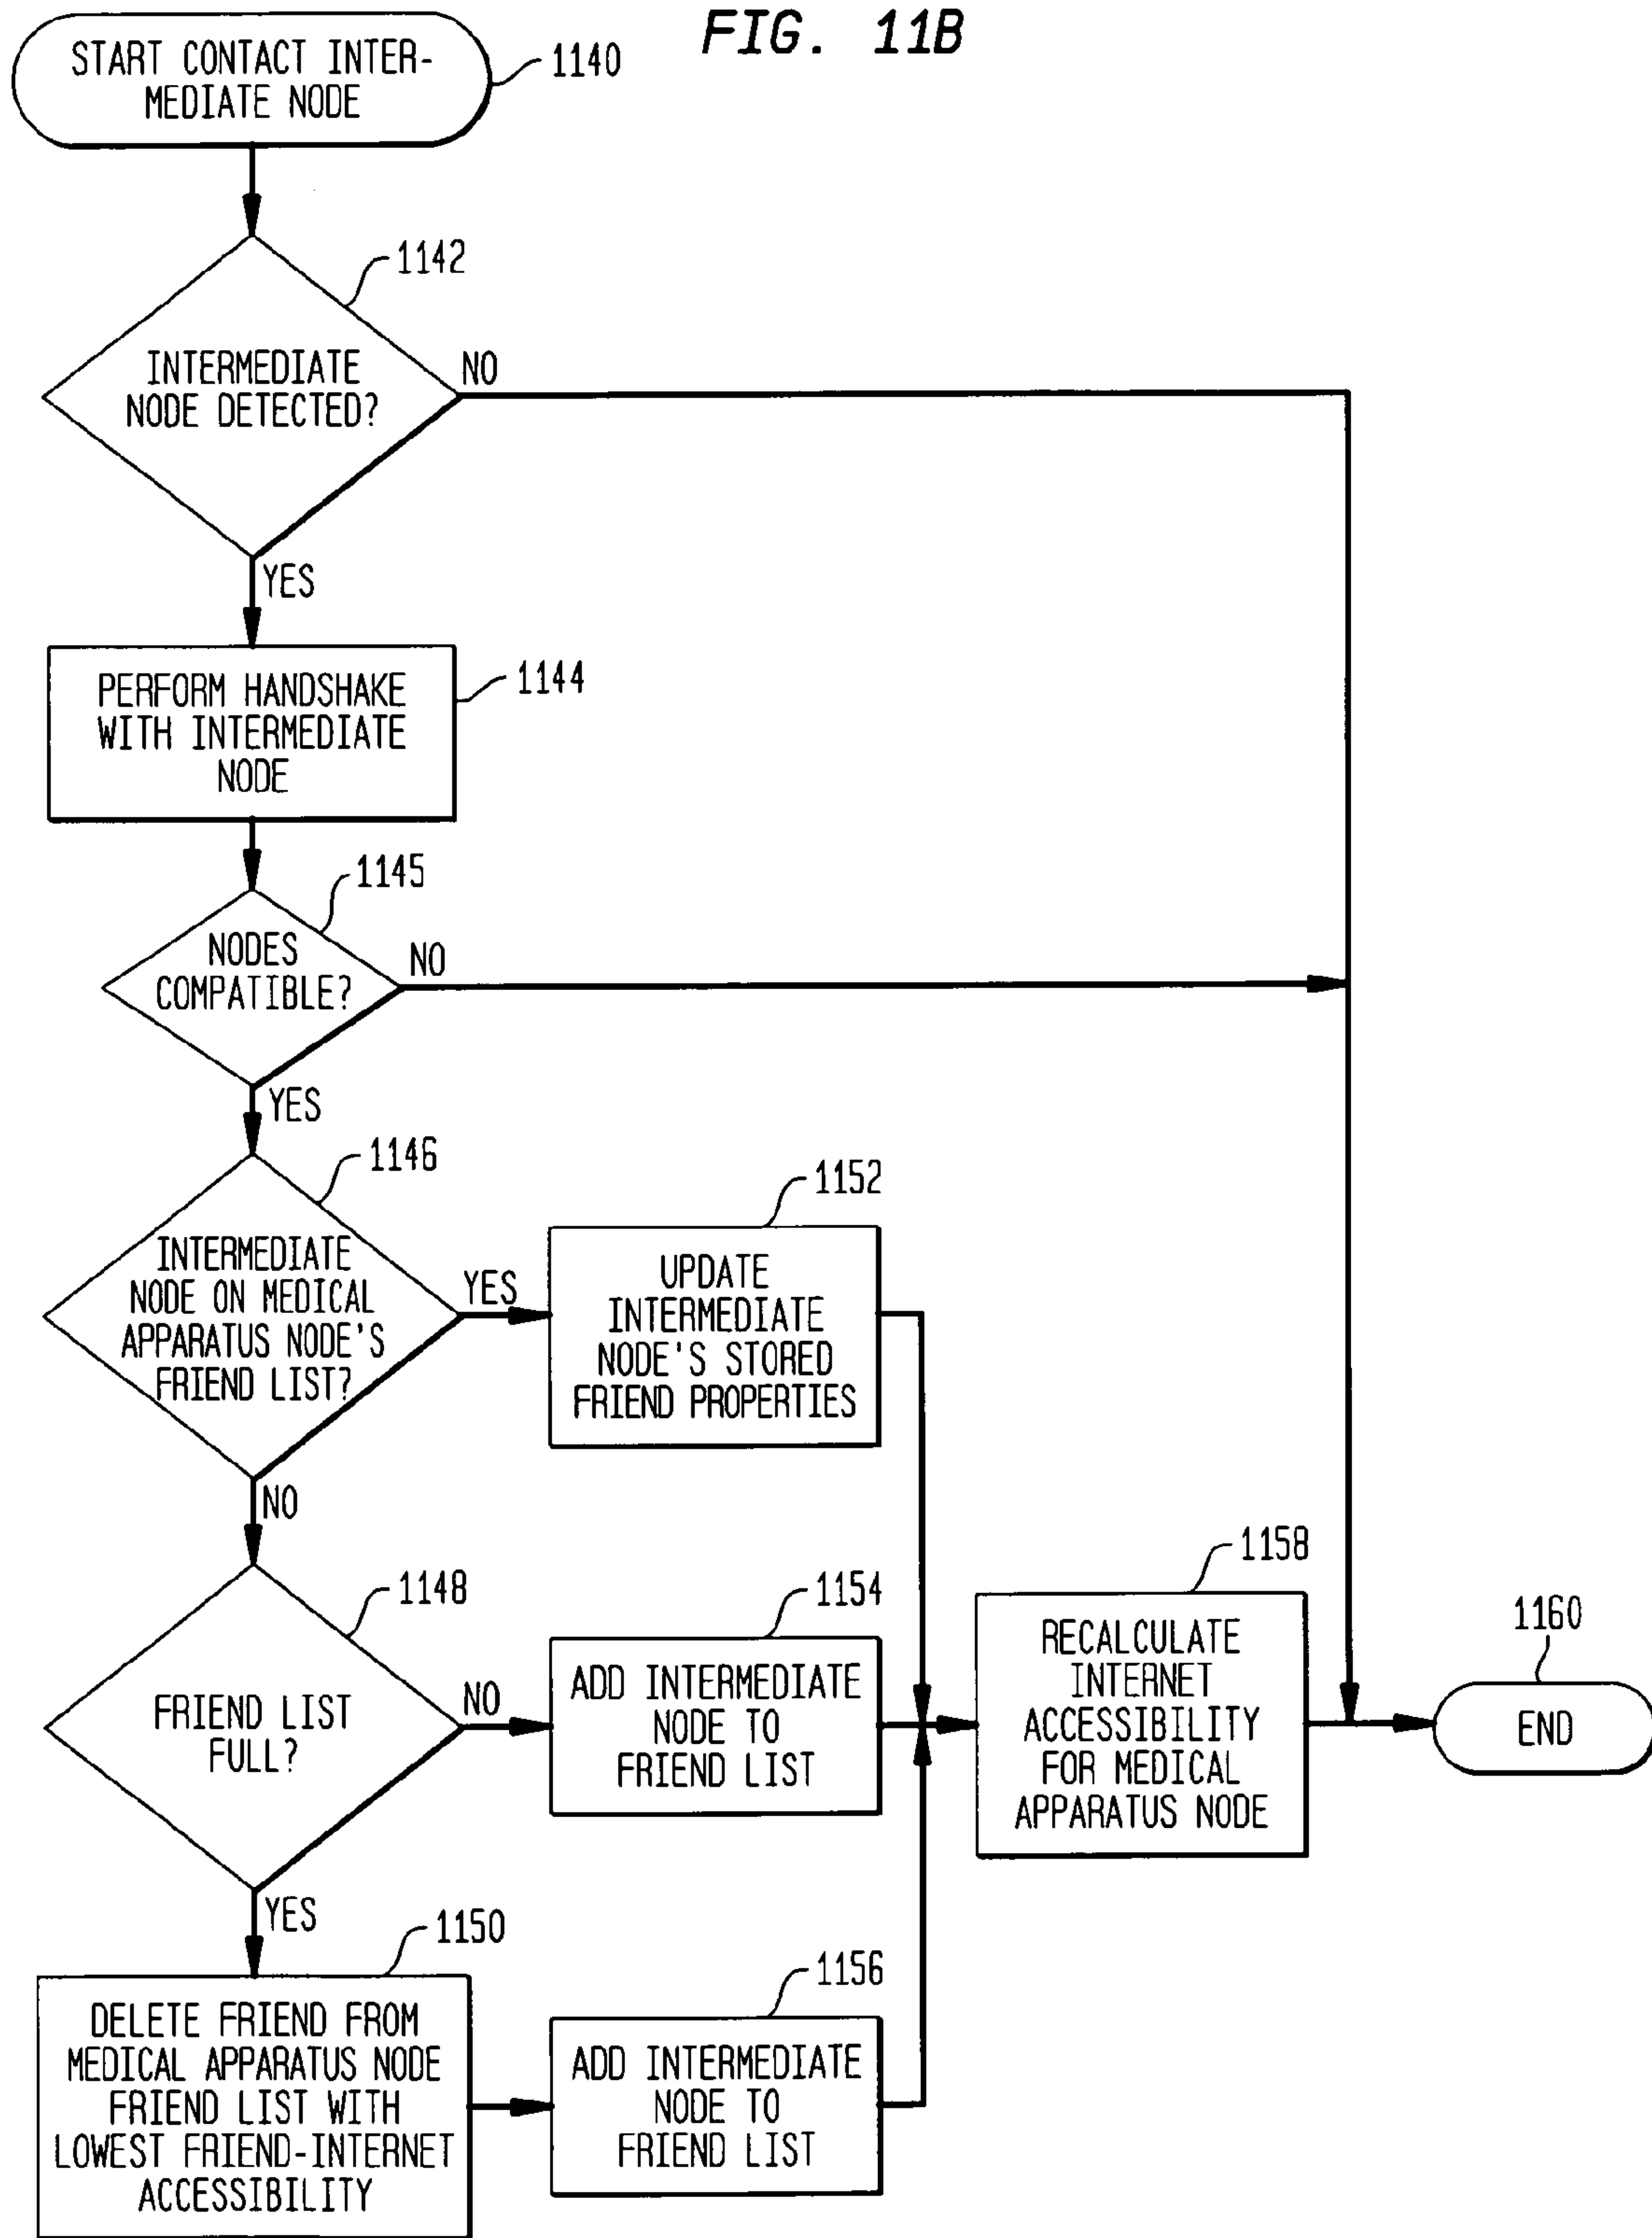 FIG. 11B
START CONTACT INTER-
MEDIATE NODE
1140
1142
INTERMEDIATE
NODE DETECTED?
NO
YES
PERFORM HANDSHAKE
WITH INTERMEDIATE
NODE
1144
1145
NODES
COMPATIBLE?
NO
YES
1146
INTERMEDIATE
NODE ON MEDICAL
APPARATUS NODE'S
FRIEND LIST?
YES
NO
1152
UPDATE
INTERMEDIATE
NODE'S STORED
FRIEND PROPERTIES
1148
FRIEND LIST
FULL?
NO
YES
1154
ADD INTERMEDIATE
NODE TO
FRIEND LIST
1158
RECALCULATE
INTERNET
ACCESSIBILITY
FOR MEDICAL
APPARATUS NODE
1160
END
1150
DELETE FRIEND FROM
MEDICAL APPARATUS NODE
FRIEND LIST WITH
LOWEST FRIEND-INTERNET
ACCESSIBILITY
1156
ADD INTERMEDIATE
NODE TO
FRIEND LIST